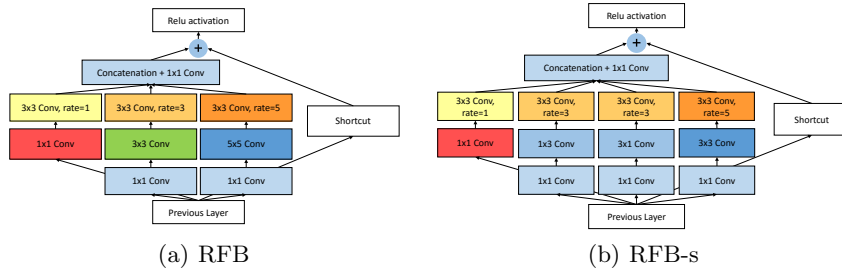 Relu activation
+
Concatenation + 1x1 Conv
3x3 Conv, rate=1
3x3 Conv, rate=3
3x3 Conv, rate=5
Shortcut
1x1 Conv
3x3 Conv
5x5 Conv
1x1 Conv
1x1 Conv
Previous Layer
(a) RFB
Relu activation
+
Concatenation + 1x1 Conv
3x3 Conv,
rate=1
3x3 Conv,
rate=3
3x3 Conv,
rate=3
3x3 Conv,
rate=5
Shortcut
1x1 Conv
1x3 Conv
3x1 Conv
3x3 Conv
1x1 Conv
1x1 Conv
1x1 Conv
Previous Layer
(b) RFB-s